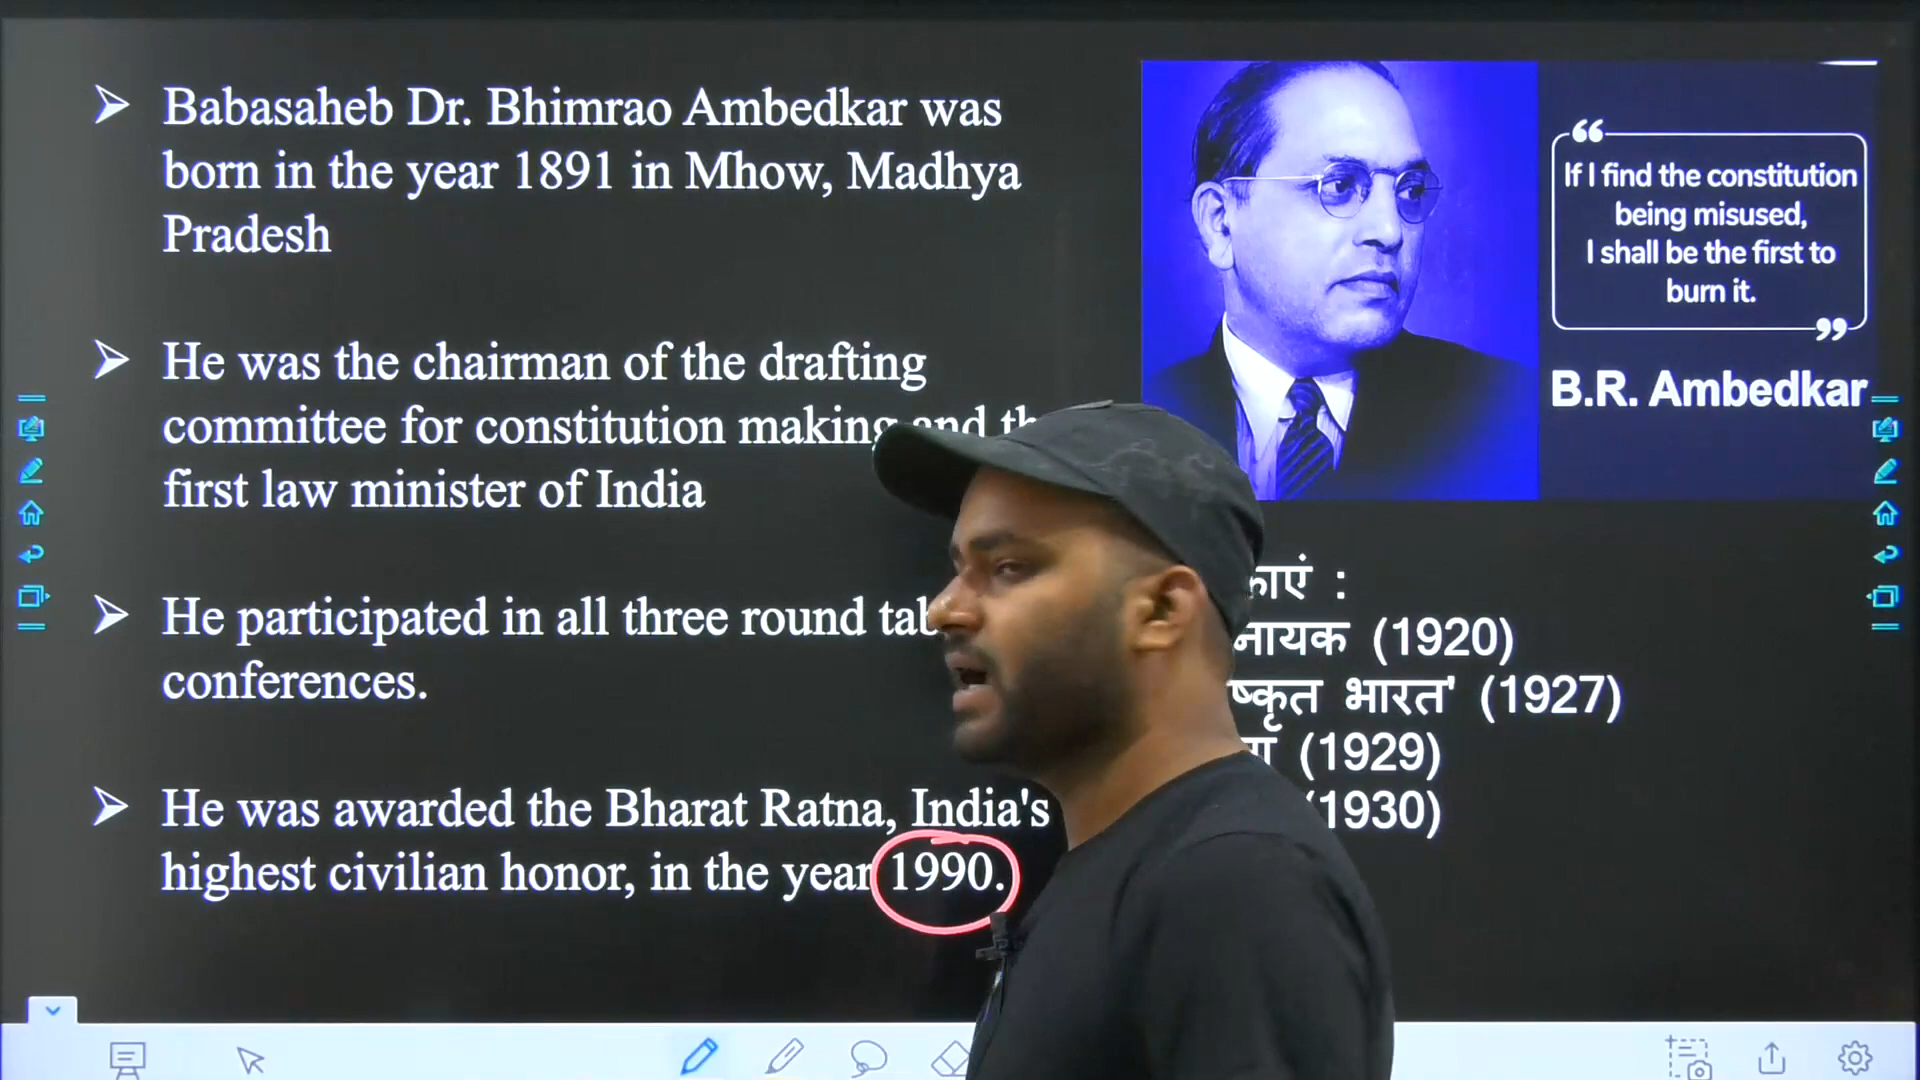 Babasaheb Dr. Bhimrao Ambedkar was
born in the year 1891 in Mhow, Madhya
Pradesh
He was the chairman of the drafting
committee for constitution making and
first law minister of India
He participated in all three round
conferences.
He was awarded the Bharat Ratna, India's
highest civilian honor, in the year 1990.
“
If I find the constitution
being misused,
I shall be the first to
burn it.
”
B.R. Ambedkar
:
(1920)
भारत' (1927)
(1929)
(1930)